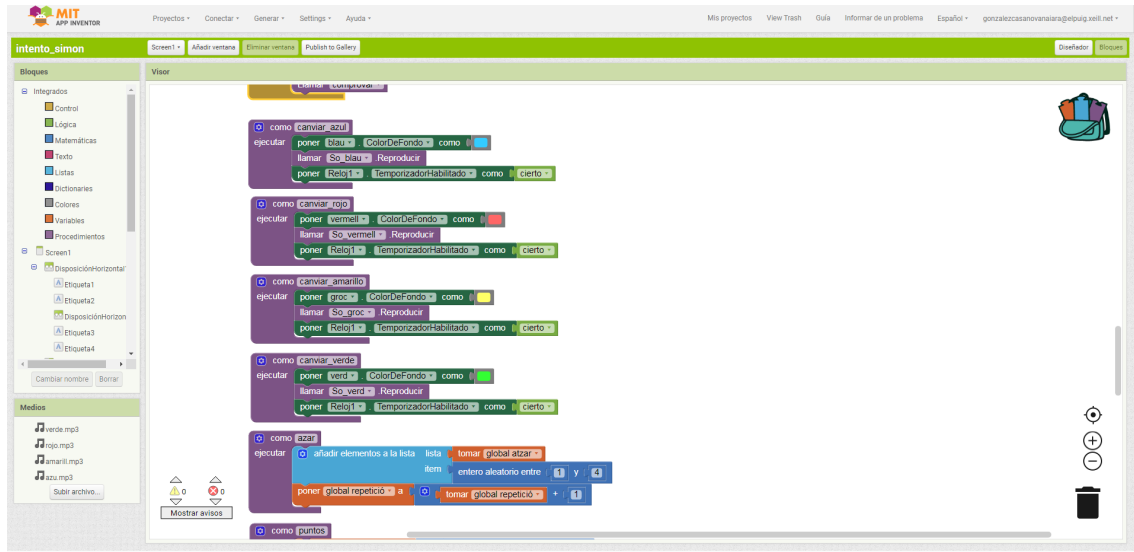 MIT
APP INVENTOR
Proyectos Conectar Generar Settings Ayuda
Mis proyectos View Trash Guía Informar de un problema Español gonzalezcasanovanaiara@elpuig.xeill.net
intento_simon
Screen1 Añadir ventana Eliminar ventana Publish to Gallery
Diseñador Bloques
Bloques
Integrados
Control
Lógica
Matemáticas
Texto
Listas
Dictionaries
Colores
Variables
Procedimientos
Screen1
DisposiciónHorizontal
Etiqueta1
Etiqueta2
DisposiciónHorizon
Etiqueta3
Etiqueta4
Cambiar nombre Borrar
Medios
verde.mp3
rojo.mp3
amarill.mp3
azu.mp3
Subir archivo...
Visor
llamar comprovar
como canviar_azul
ejecutar poner blau . ColorDeFondo como
llamar So_blau .Reproducir
poner Reloj1 . TemporizadorHabilitado como cierto
como canviar_rojo
ejecutar poner vermell . ColorDeFondo como
llamar So_vermell .Reproducir
poner Reloj1 . TemporizadorHabilitado como cierto
como canviar_amarillo
ejecutar poner groc . ColorDeFondo como
llamar So_groc .Reproducir
poner Reloj1 . TemporizadorHabilitado como cierto
como canviar_verde
ejecutar poner verd . ColorDeFondo como
llamar So_verd .Reproducir
poner Reloj1 . TemporizadorHabilitado como cierto
como azar
ejecutar añadir elementos a la lista lista tomar global atzar
item entero aleatorio entre 1 y 4
poner global repetició a tomar global repetició + 1
como puntos
0 0
Mostrar avisos